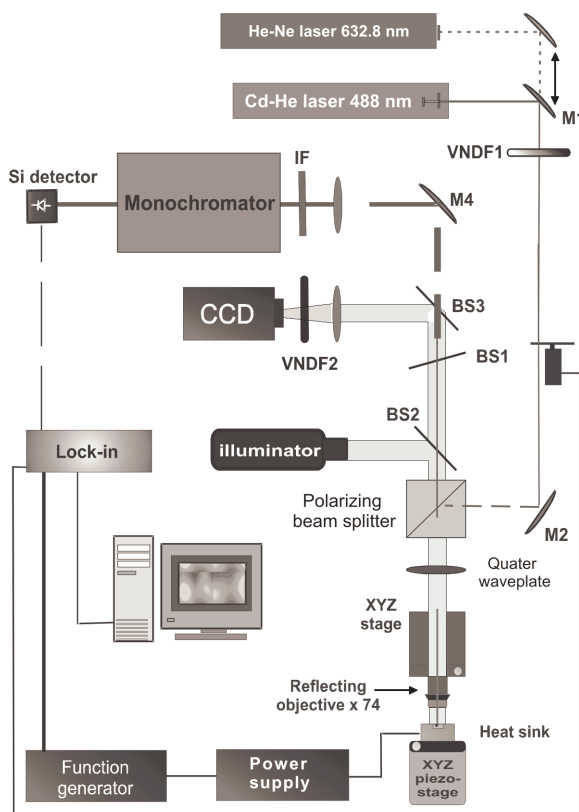 He-Ne laser 632.8 nm
Cd-He laser 488 nm
M1
VNDF1
IF
Si detector
Monochromator
M4
CCD
BS3
VNDF2
BS1
BS2
Lock-in
illuminator
Polarizing
beam splitter
M2
Quater
waveplate
XYZ
stage
Reflecting
objective x 74
Heat sink
Function
generator
Power
supply
XYZ
piezo-
stage